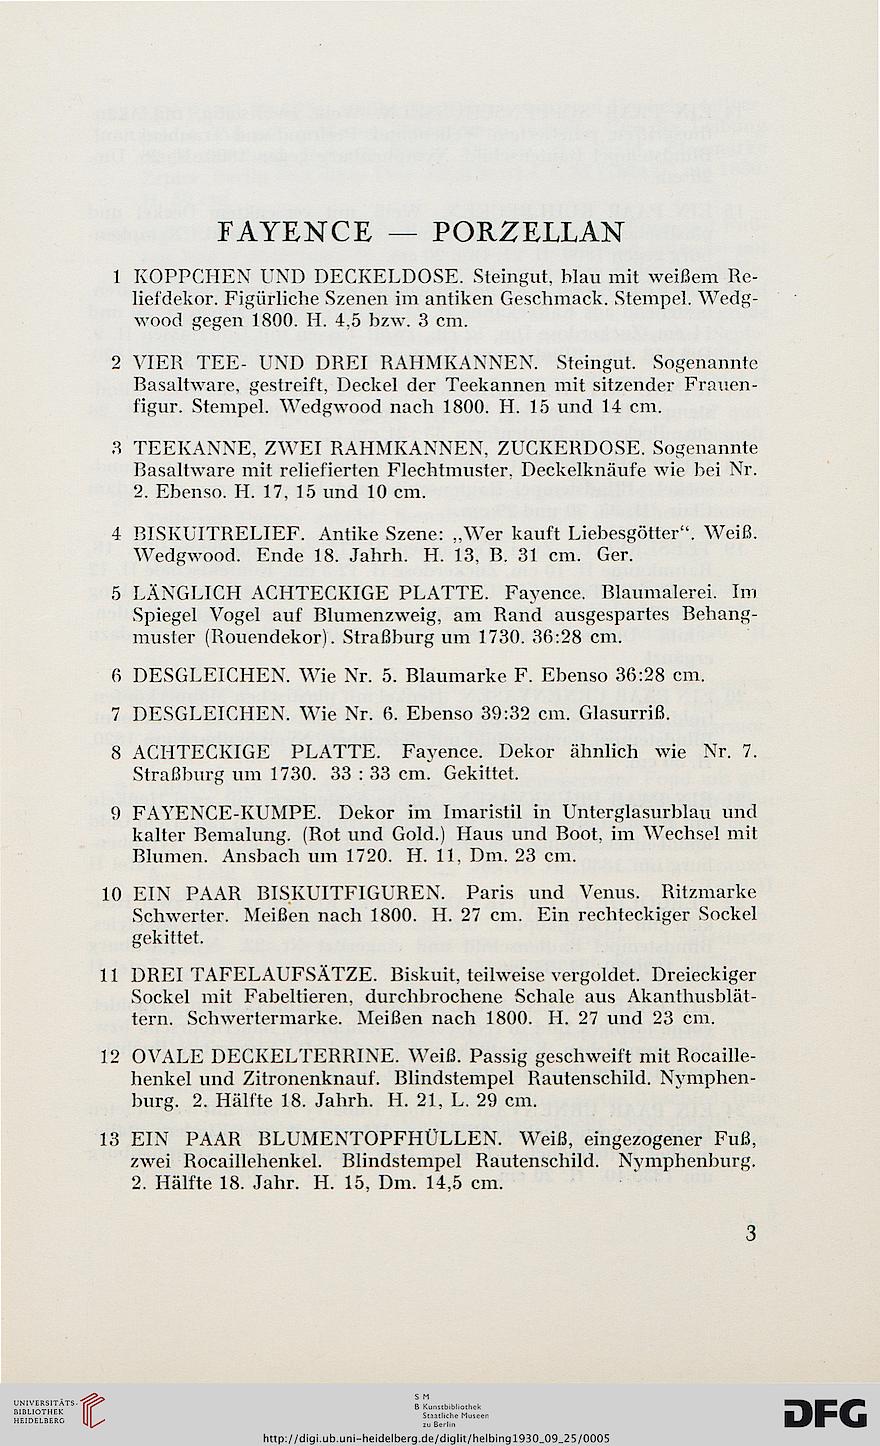 FAYENCE — PORZELLAN
1 KOPPCHEN UND DECKELDOSE. Steingut, blau mit weißem Re-
liefdekor. Figürliche Szenen im antiken Geschmack. Stempel. Wedg-
wood gegen 1800. H. 4,5 bzw. 3 cm.
2 VIER TEE- UND DREI RAHMKANNEN. Steingut. Sogenannte
Basaltware, gestreift, Deckel der Teekannen mit sitzender Frauen-
figur. Stempel. Wedgwood nach 1800. H. 15 und 14 cm.
3 TEEKANNE, ZWEI RAHMKANNEN, ZUCKERDOSE. Sogenannte
Basaltware mit reliefierten Flechtmuster, Deckelknäufe wie bei Nr.
2. Ebenso. H. 17, 15 und 10 cm.
4 BISKUITRELIEF. Antike Szene: „Wer kauft Liebesgötter“. Weiß.
Wedgwood. Ende 18. Jahrh. H. 13, B. 31 cm. Ger.
5 LÄNGLICH ACHTECKIGE PLATTE. Fayence. Blaumalerei. Im
Spiegel Vogel auf Blumenzweig, am Rand ausgespartes Behang-
muster (Rouendekor). Straßburg um 1730. 36:28 cm.
6 DESGLEICHEN. Wie Nr. 5. Blaumarke F. Ebenso 36:28 cm.
7 DESGLEICHEN. Wie Nr. 6. Ebenso 39:32 cm. Glasurriß.
8 ACHTECKIGE PLATTE. Fayence. Dekor ähnlich wie Nr. 7.
Straßburg um 1730. 33 : 33 cm. Gekittet.
9 FAYENCE-KUMPE. Dekor im Imaristil in Unterglasurblau und
kalter Bemalung. (Rot und Gold.) Haus und Boot, im Wechsel mit
Blumen. Ansbach um 1720. H. 11, Dm. 23 cm.
10 EIN PAAR BISKUITFIGUREN. Paris und Venus. Ritzmarke
Schwerter. Meißen nach 1800. H. 27 cm. Ein rechteckiger Sockel
gekittet.
11 DREI TAFELAUFSÄTZE. Biskuit, teilweise vergoldet. Dreieckiger
Sockel mit Fabeltieren, durchbrochene Schale aus Akanthusblät-
tern. Schwertermarke. Meißen nach 1800. H. 27 und 23 cm.
12 OVALE DECKELTERRINE. Weiß. Passig geschweift mit Rocaille-
henkel und Zitronenknauf. Blindstempel Rautenschild. Nymphen-
burg. 2. Hälfte 18. Jahrh. H. 21, L. 29 cm.
13 EIN PAAR BLUMENTOPFHÜLLEN. Weiß, eingezogener Fuß,
zwei Rocaillehenkel. Blindstempel Rautenschild. Nymphenburg.
2. Hälfte 18. Jahr. H. 15, Dm. 14,5 cm.
3
UNIVERSITÄTS-
BIBLIOTHEK
HEIDELBERG
S M
B Kunstbibliothek
Staatliche Museen
zu Berlin
DFG
http://digi.ub.uni-heidelberg.de/diglit/helbing1930_09_25/0005